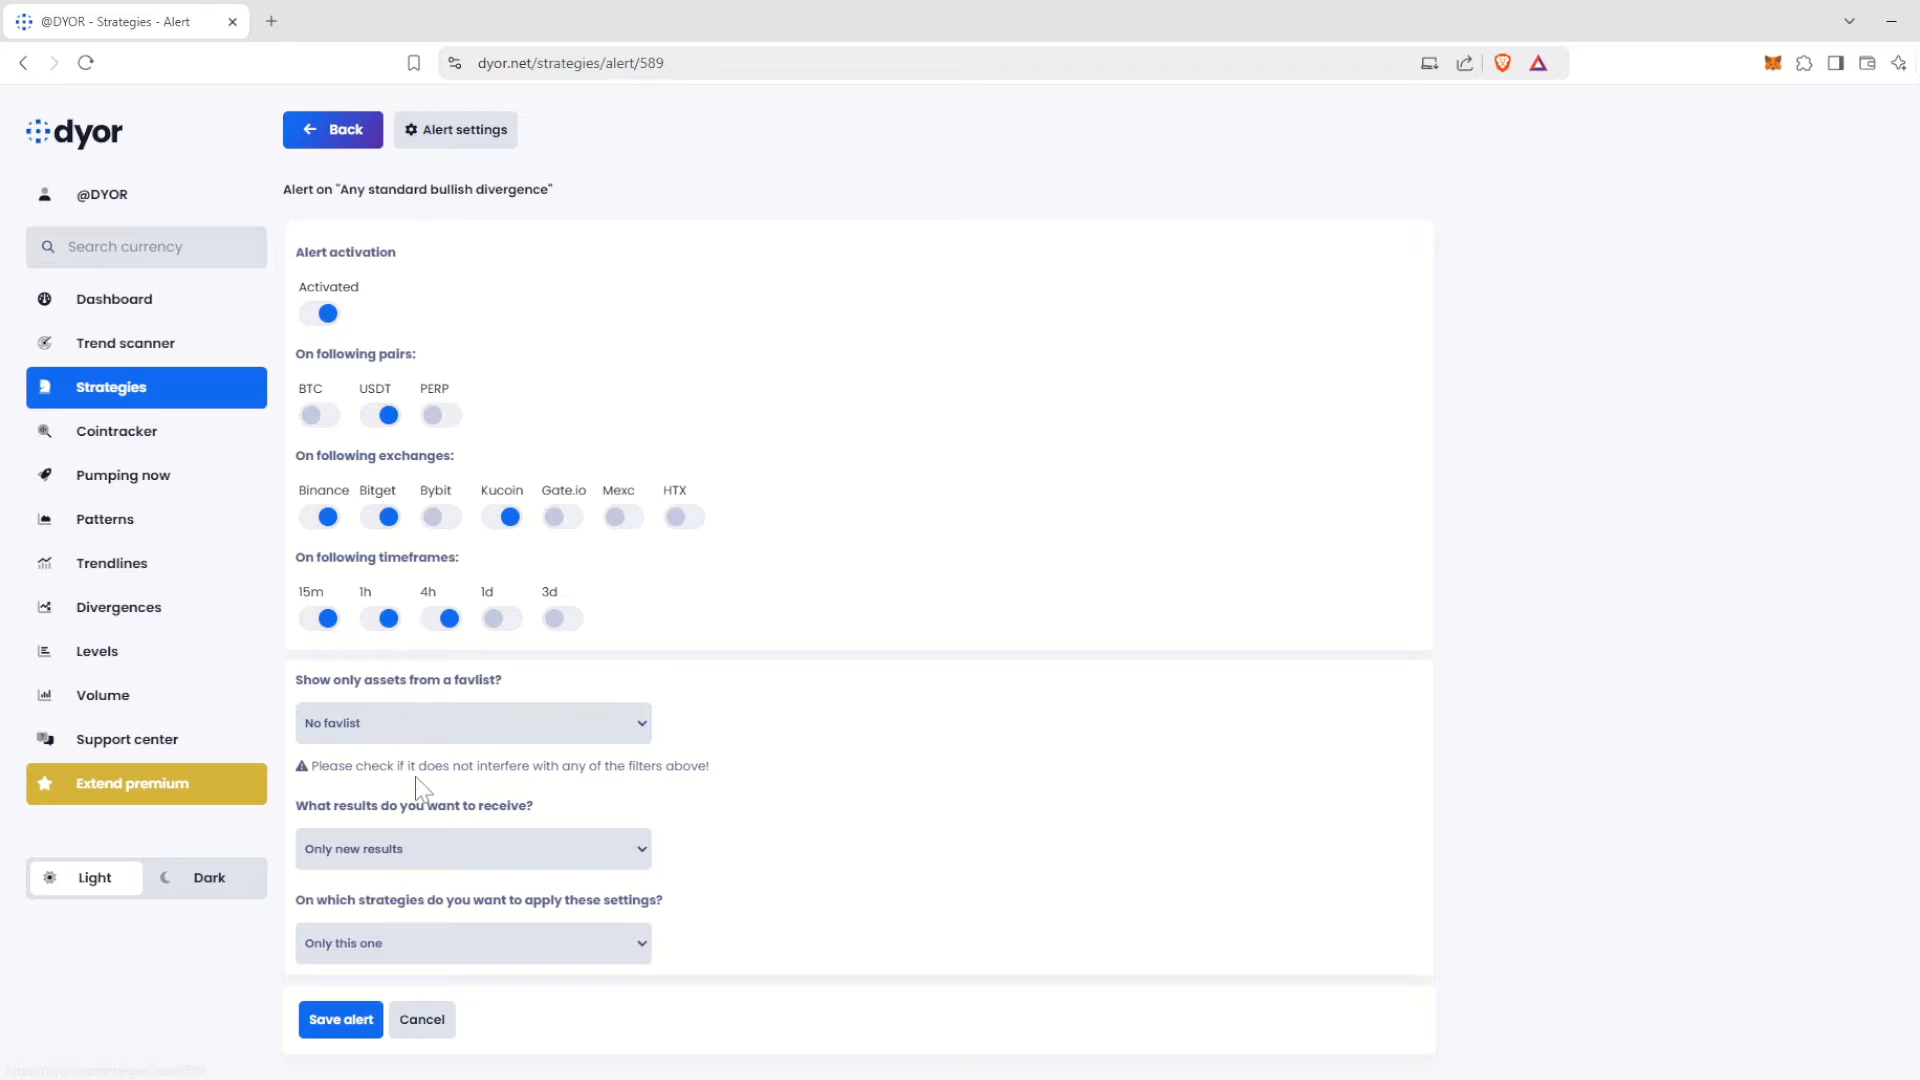 @DYOR - Strategies - Alert
dyor.net/strategies/alert/589
dyor
Back
Alert settings
@DYOR
Search currency
Dashboard
Trend scanner
Strategies
Cointracker
Pumping now
Patterns
Trendlines
Divergences
Levels
Volume
Support center
Extend premium
Light Dark
Alert on "Any standard bullish divergence"
Alert activation
Activated
On following pairs:
BTC USDT PERP
On following exchanges:
Binance Bitget Bybit Kucoin Gate.io Mexc HTX
On following timeframes:
15m 1h 4h 1d 3d
Show only assets from a favlist?
No favlist
Please check if it does not interfere with any of the filters above!
What results do you want to receive?
Only new results
On which strategies do you want to apply these settings?
Only this one
Save alert Cancel